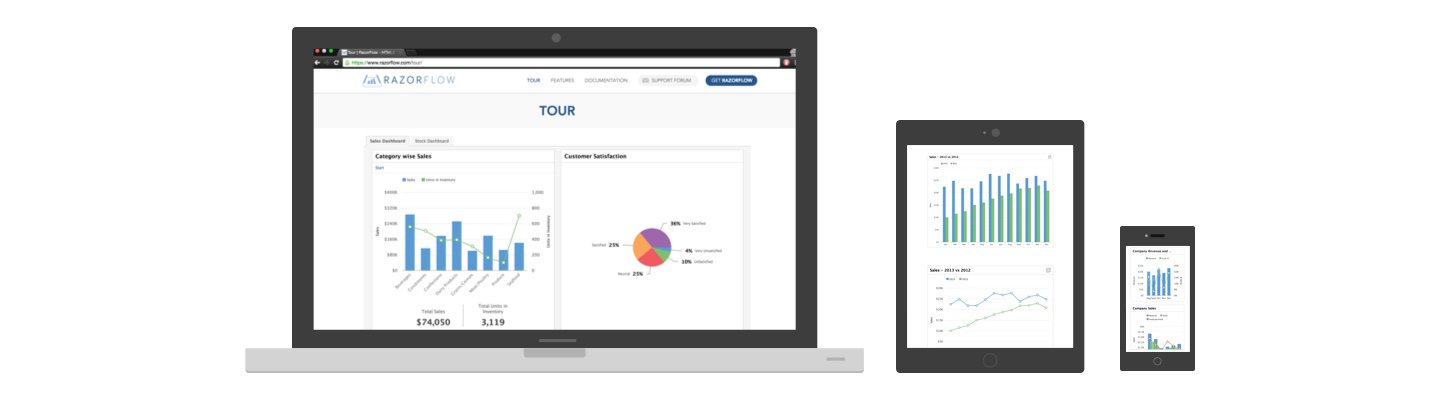 Tour | RazorFlow - HTML
https://www.razorflow.com/tour/
RAZORFLOW
TOUR
FEATURES
DOCUMENTATION
SUPPORT FORUM
GET RAZORFLOW
TOUR
Sales Dashboard
Stock Dashboard
Category wise Sales
Start
Sales
Units in Inventory
$400K
$320K
$240K
$160K
$80K
$0
Sales
1,000
800
600
400
200
0
Units in Inventory
Beverages
Condiments
Confections
Dairy Products
Grains/Cereals
Meat/Poultry
Produce
Seafood
Total Sales
$74,050
Total Units in
Inventory
3,119
Customer Satisfaction
36% Very Satisfied
4% Very Unsatisfied
10% Unsatisfied
Neutral 25%
Satisfied 25%
Sales - 2013 vs 2012
Sales - 2013 vs 2012
Company Revenue and ...
Company Sales